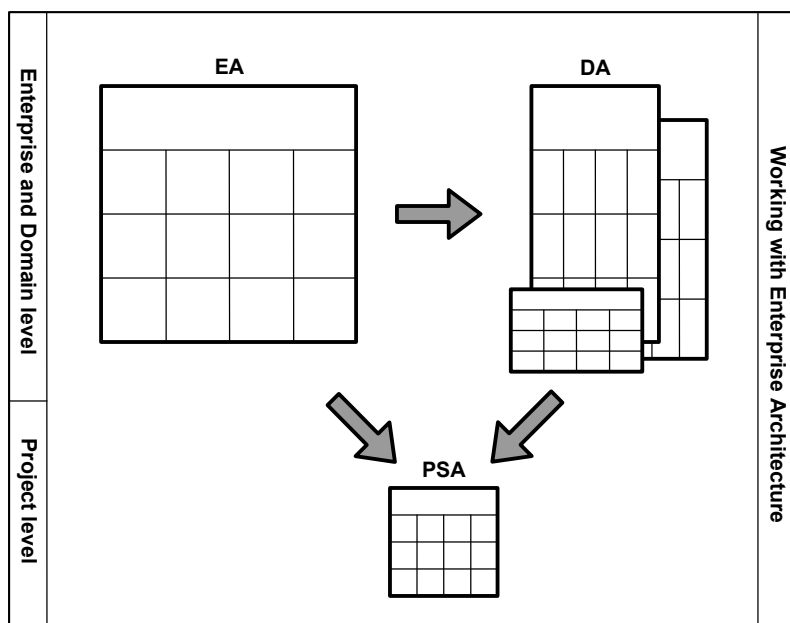 EA
DA
Enterprise and Domain level
Working with Enterprise Architecture
Project level
PSA